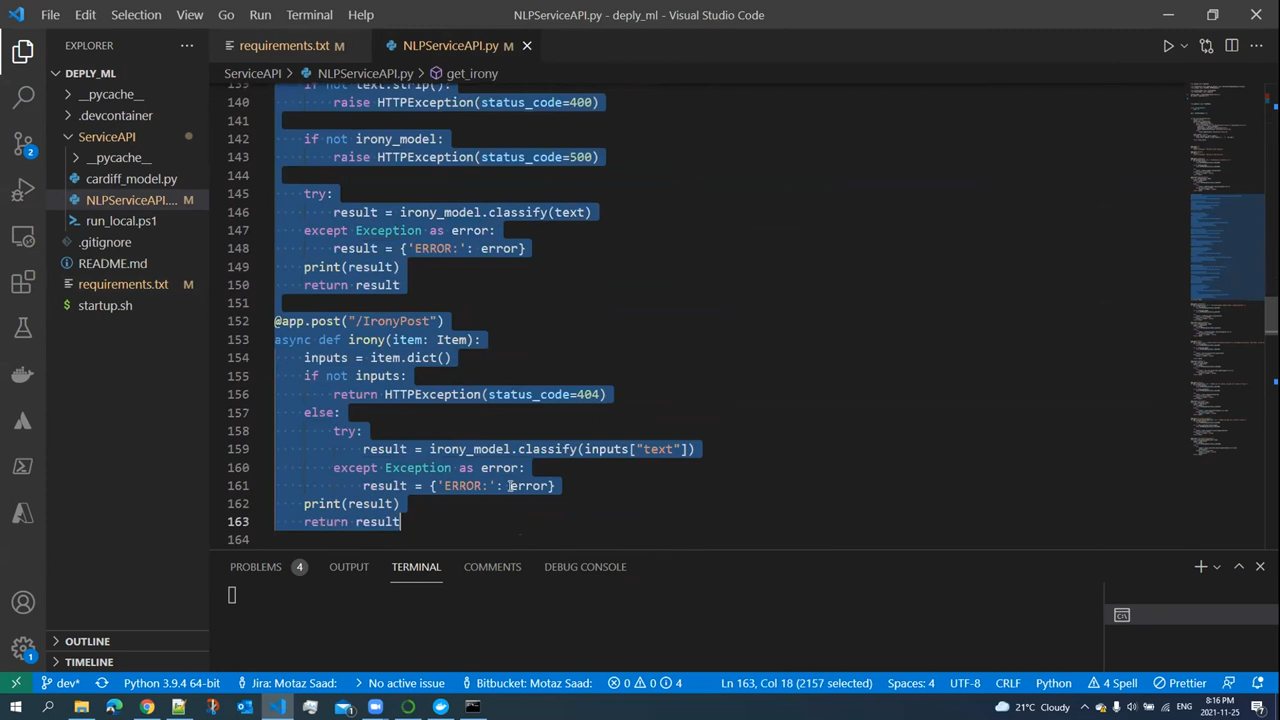 File Edit Selection View Go Run Terminal Help NLPServiceAPI.py - deply_ml - Visual Studio Code
EXPLORER
requirements.txt M NLPServiceAPI.py M
ServiceAPI > NLPServiceAPI.py > get_irony
DEPLY_ML
__pycache__
.devcontainer
ServiceAPI
__pycache__
cardiff_model.py
NLPServiceAPI.... M
run_local.ps1
.gitignore
README.md
requirements.txt M
startup.sh
OUTLINE
TIMELINE
139 if not text.strip():
140 raise HTTPException(status_code=400)
141
142 if not irony_model:
143 raise HTTPException(status_code=500)
144
145 try:
146 result = irony_model.classify(text)
147 except Exception as error:
148 result = {'ERROR:': error}
149 print(result)
150 return result
151
152 @app.post("/IronyPost")
153 async def irony(item: Item):
154 inputs = item.dict()
155 if not inputs:
156 return HTTPException(status_code=404)
157 else:
158 try:
159 result = irony_model.classify(inputs["text"])
160 except Exception as error:
161 result = {'ERROR:': error}
162 print(result)
163 return result
164
PROBLEMS 4 OUTPUT TERMINAL COMMENTS DEBUG CONSOLE
2
1
dev* Python 3.9.4 64-bit Jira: Motaz Saad: No active issue Bitbucket: Motaz Saad: 0 0 4 Ln 163, Col 18 (2157 selected) Spaces: 4 UTF-8 CRLF Python 4 Spell Prettier
21°C Cloudy ENG 8:16 PM
2021-11-25